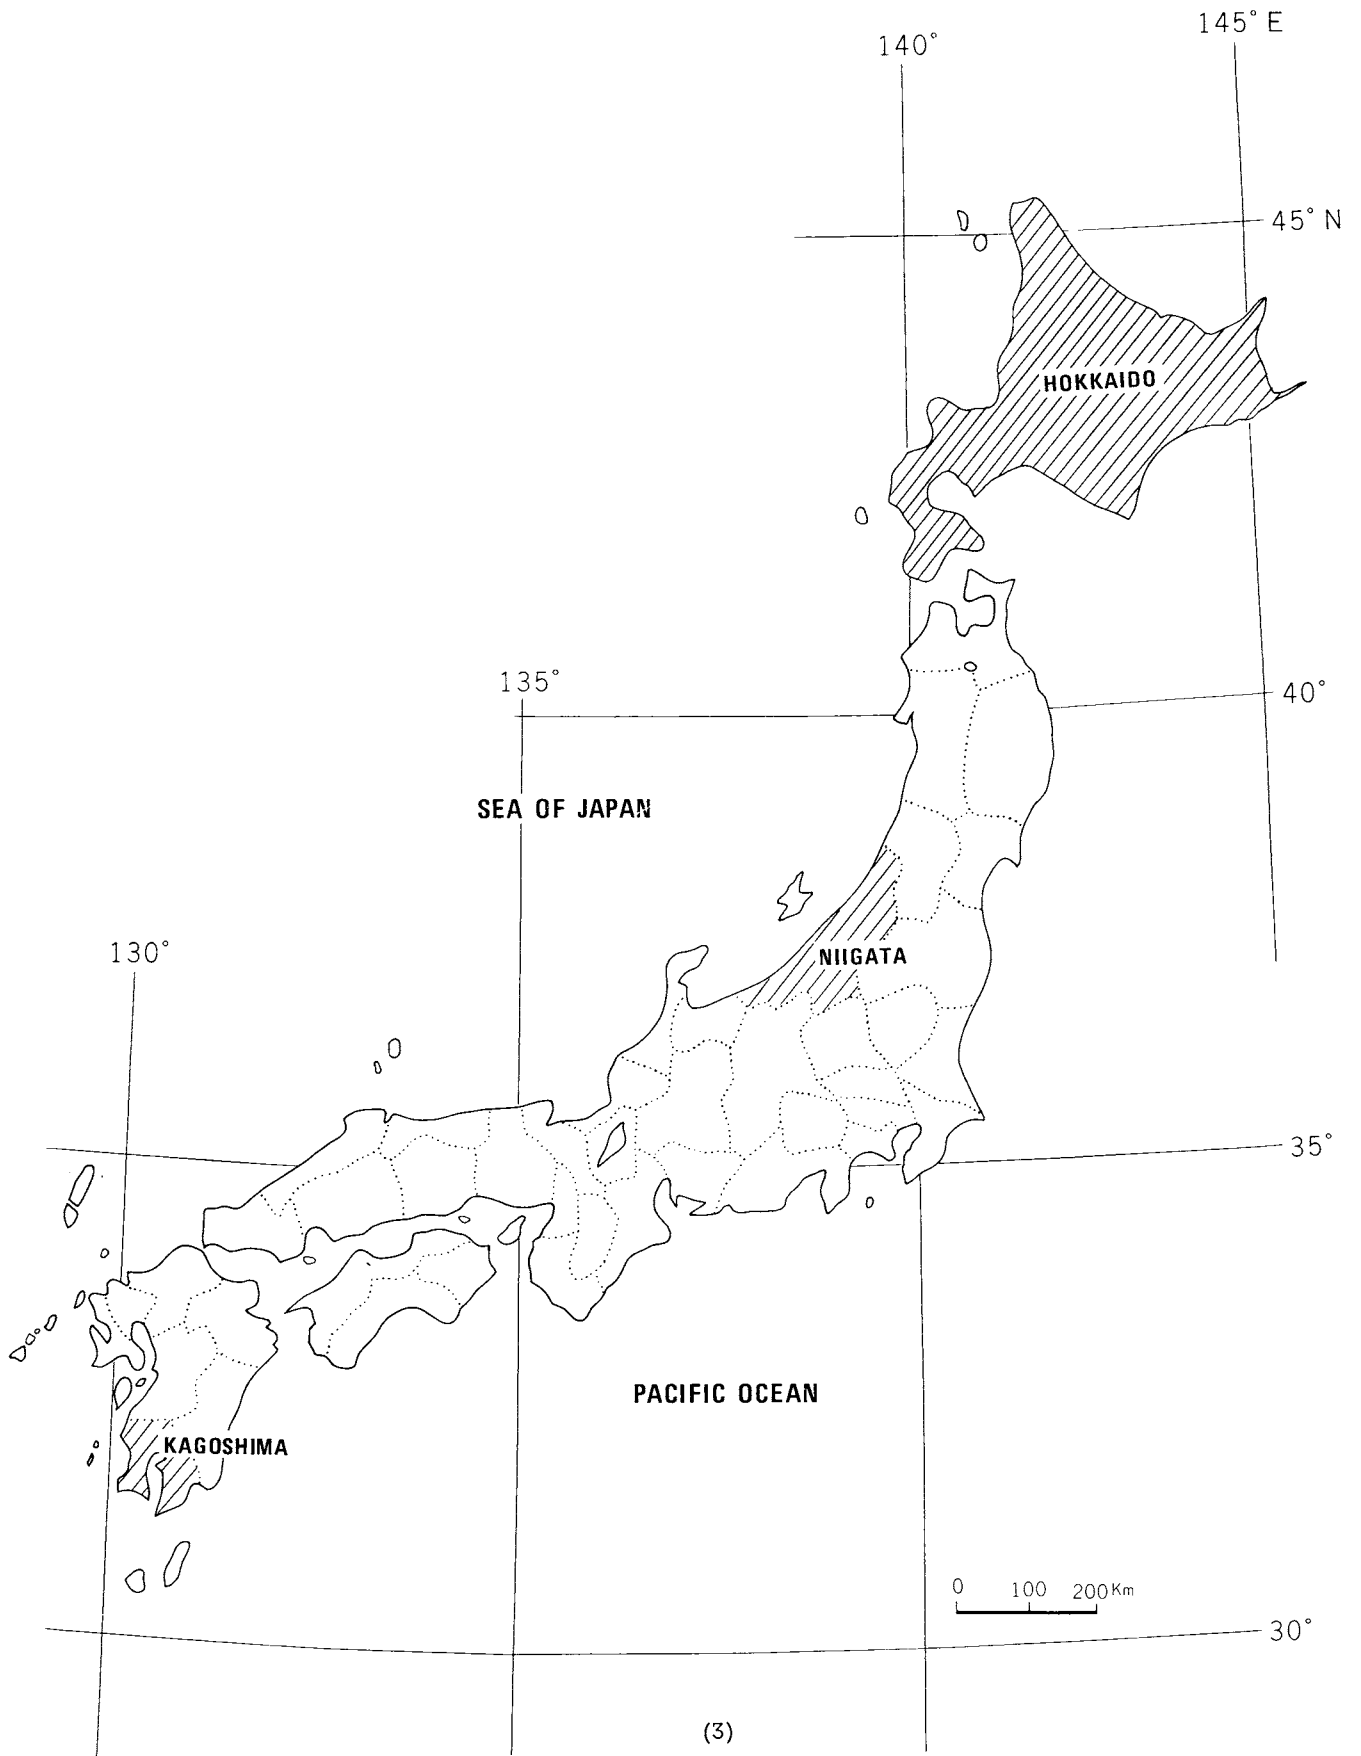 145° E
140°
45° N
HOKKAIDO
135°
40°
SEA OF JAPAN
130°
NIIGATA
35°
PACIFIC OCEAN
KAGOSHIMA
0 100 200 Km
30°
(3)